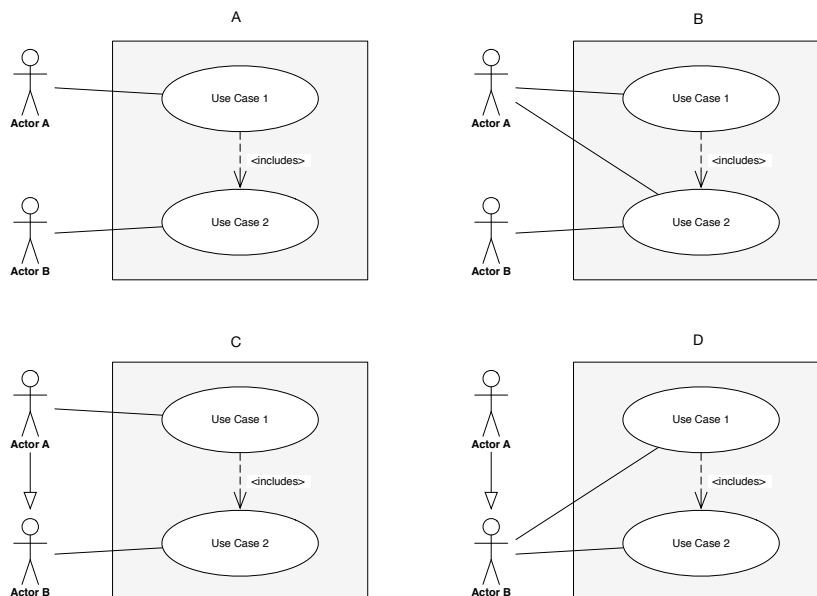 A
B
Use Case 1
Actor A
<includes>
Use Case 2
Actor B
Use Case 1
Actor A
<includes>
Use Case 2
Actor B
C
D
Use Case 1
Actor A
<includes>
Use Case 2
Actor B
Use Case 1
Actor A
<includes>
Use Case 2
Actor B